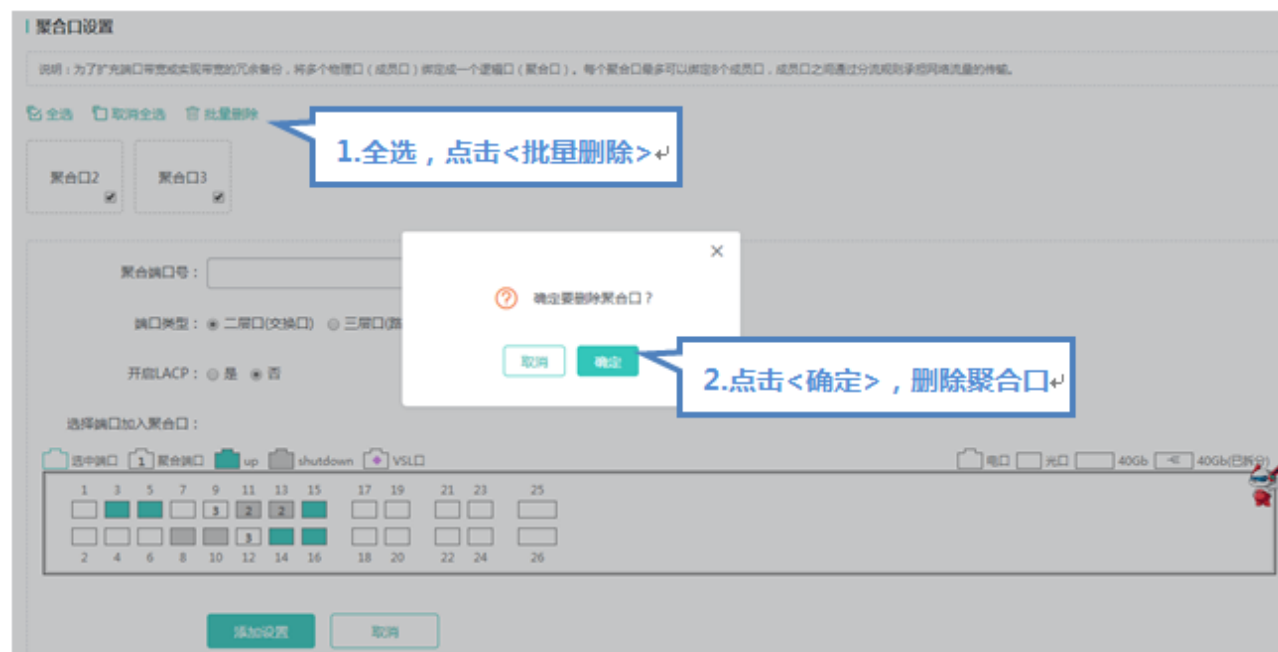 聚合口设置
说明：为了扩充端口带宽或实现带宽的冗余备份，将多个物理口（成员口）绑定成一个逻辑口（聚合口）。每个聚合口最多可以绑定8个成员口，成员口之间通过分流规则承担网络流量的传输。
全选 取消全选 批量删除
1.全选，点击<批量删除>↵
聚合口2 聚合口3
聚合端口号：
确定要删除聚合口？
端口类型： 二层口(交换口) 三层口(路
取消 确定
2.点击<确定>，删除聚合口↵
开启LACP： 是 否
选择端口加入聚合口：
选中端口 1 聚合端口 up shutdown VSL口 电口 光口 40Gb 40Gb(已拆分)
1 3 5 7 9 11 13 15 17 19 21 23 25
3 2 2
3
2 4 6 8 10 12 14 16 18 20 22 24 26
添加设置 取消